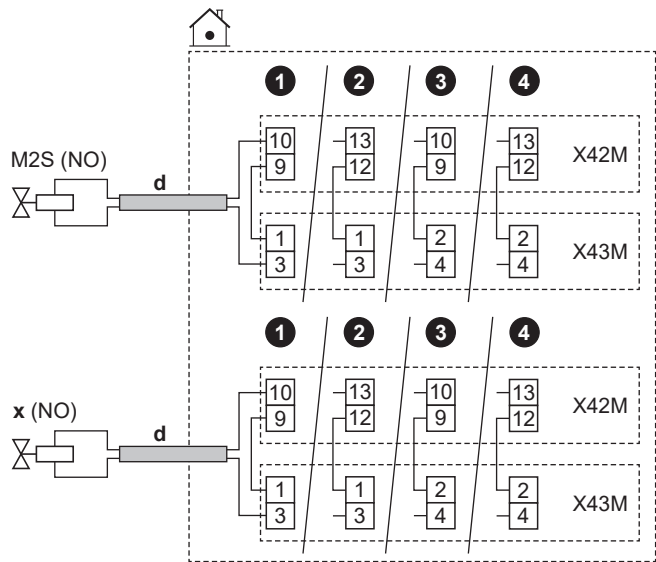 1 2 3 4
10 13 10 13
M2S (NO)
9 12 9 12
X42M
d
1 1 2 2
X43M
3 3 4 4
1 2 3 4
10 13 10 13
x (NO)
9 12 9 12
X42M
d
1 1 2 2
X43M
3 3 4 4